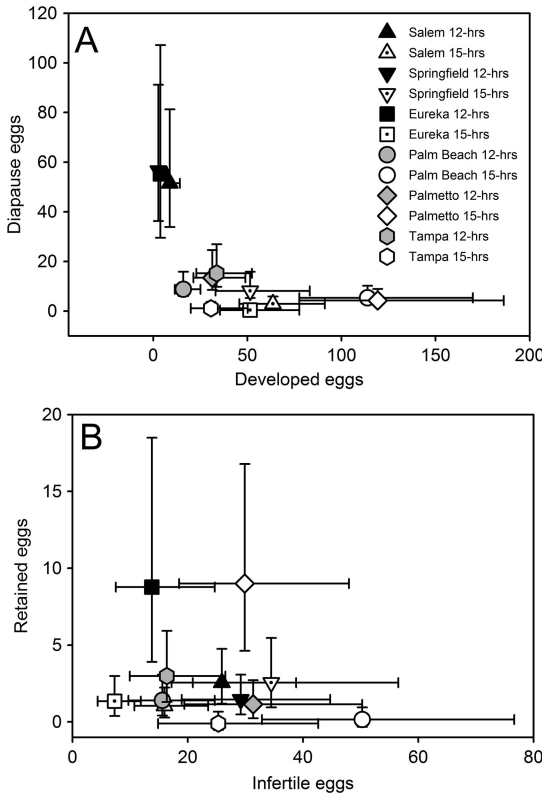 A
120
100
80
60
40
20
0
Diapause eggs
Salem 12-hrs
Salem 15-hrs
Springfield 12-hrs
Springfield 15-hrs
Eureka 12-hrs
Eureka 15-hrs
Palm Beach 12-hrs
Palm Beach 15-hrs
Palmetto 12-hrs
Palmetto 15-hrs
Tampa 12-hrs
Tampa 15-hrs
0 50 100 150 200
Developed eggs
B
20
15
10
5
0
Retained eggs
0 20 40 60 80
Infertile eggs